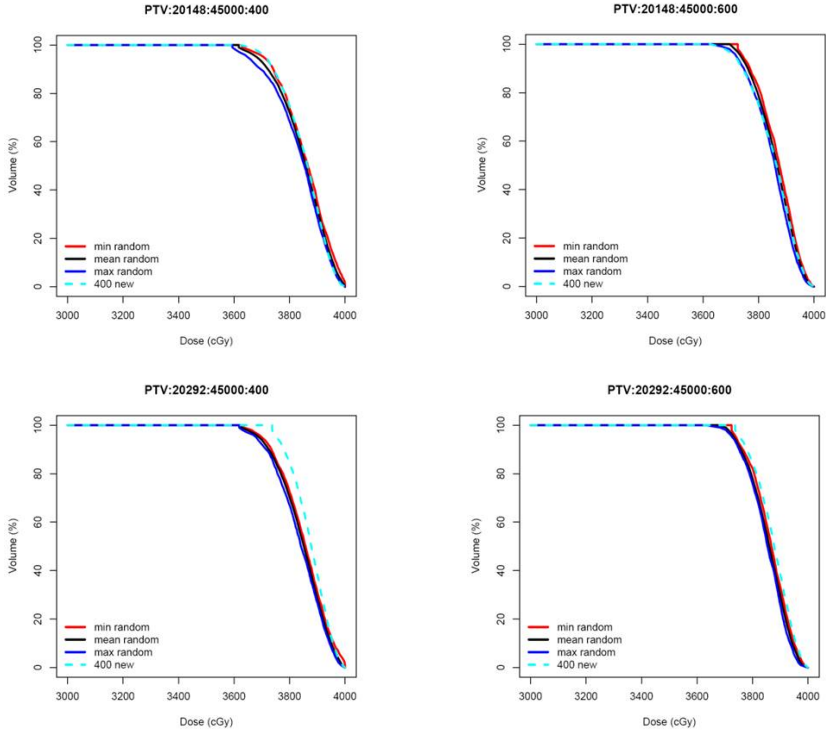 PTV:20148:45000:400
Volume (%)
100
80
60
40
20
0
min random
mean random
max random
400 new
3000 3200 3400 3600 3800 4000
Dose (cGy)
PTV:20148:45000:600
Volume (%)
100
80
60
40
20
0
min random
mean random
max random
400 new
3000 3200 3400 3600 3800 4000
Dose (cGy)
PTV:20292:45000:400
Volume (%)
100
80
60
40
20
0
min random
mean random
max random
400 new
3000 3200 3400 3600 3800 4000
Dose (cGy)
PTV:20292:45000:600
Volume (%)
100
80
60
40
20
0
min random
mean random
max random
400 new
3000 3200 3400 3600 3800 4000
Dose (cGy)